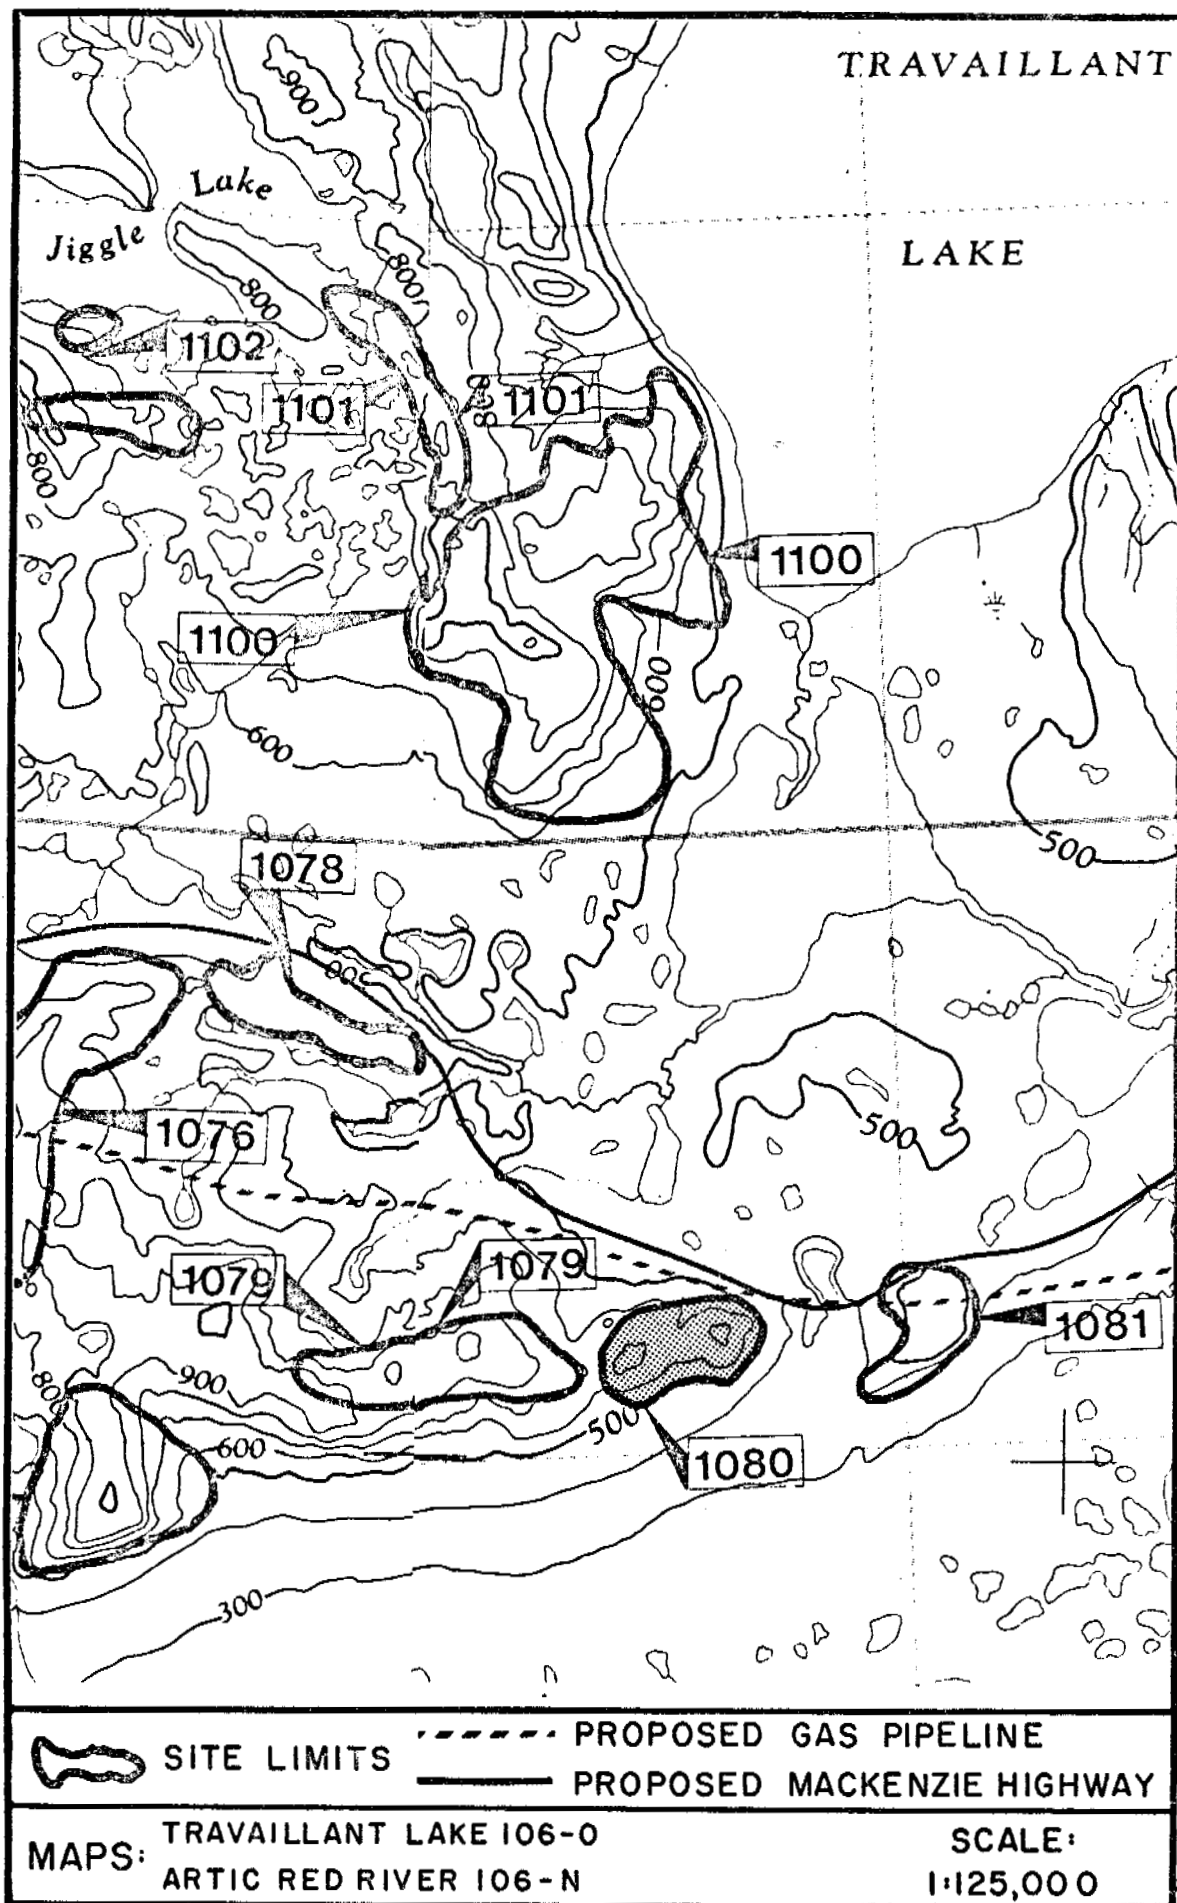 TRAVAILLANT
900
Lake
Jiggle
LAKE
800
800
1102
1101
1101
800
800
1100
1100
600
600
500
1078
900
500
1076
1079
1079
1081
800
900
500
600
1080
300
SITE LIMITS
PROPOSED GAS PIPELINE
PROPOSED MACKENZIE HIGHWAY
MAPS: TRAVAILLANT LAKE 106-O
ARTIC RED RIVER 106-N
SCALE:
1:125,000